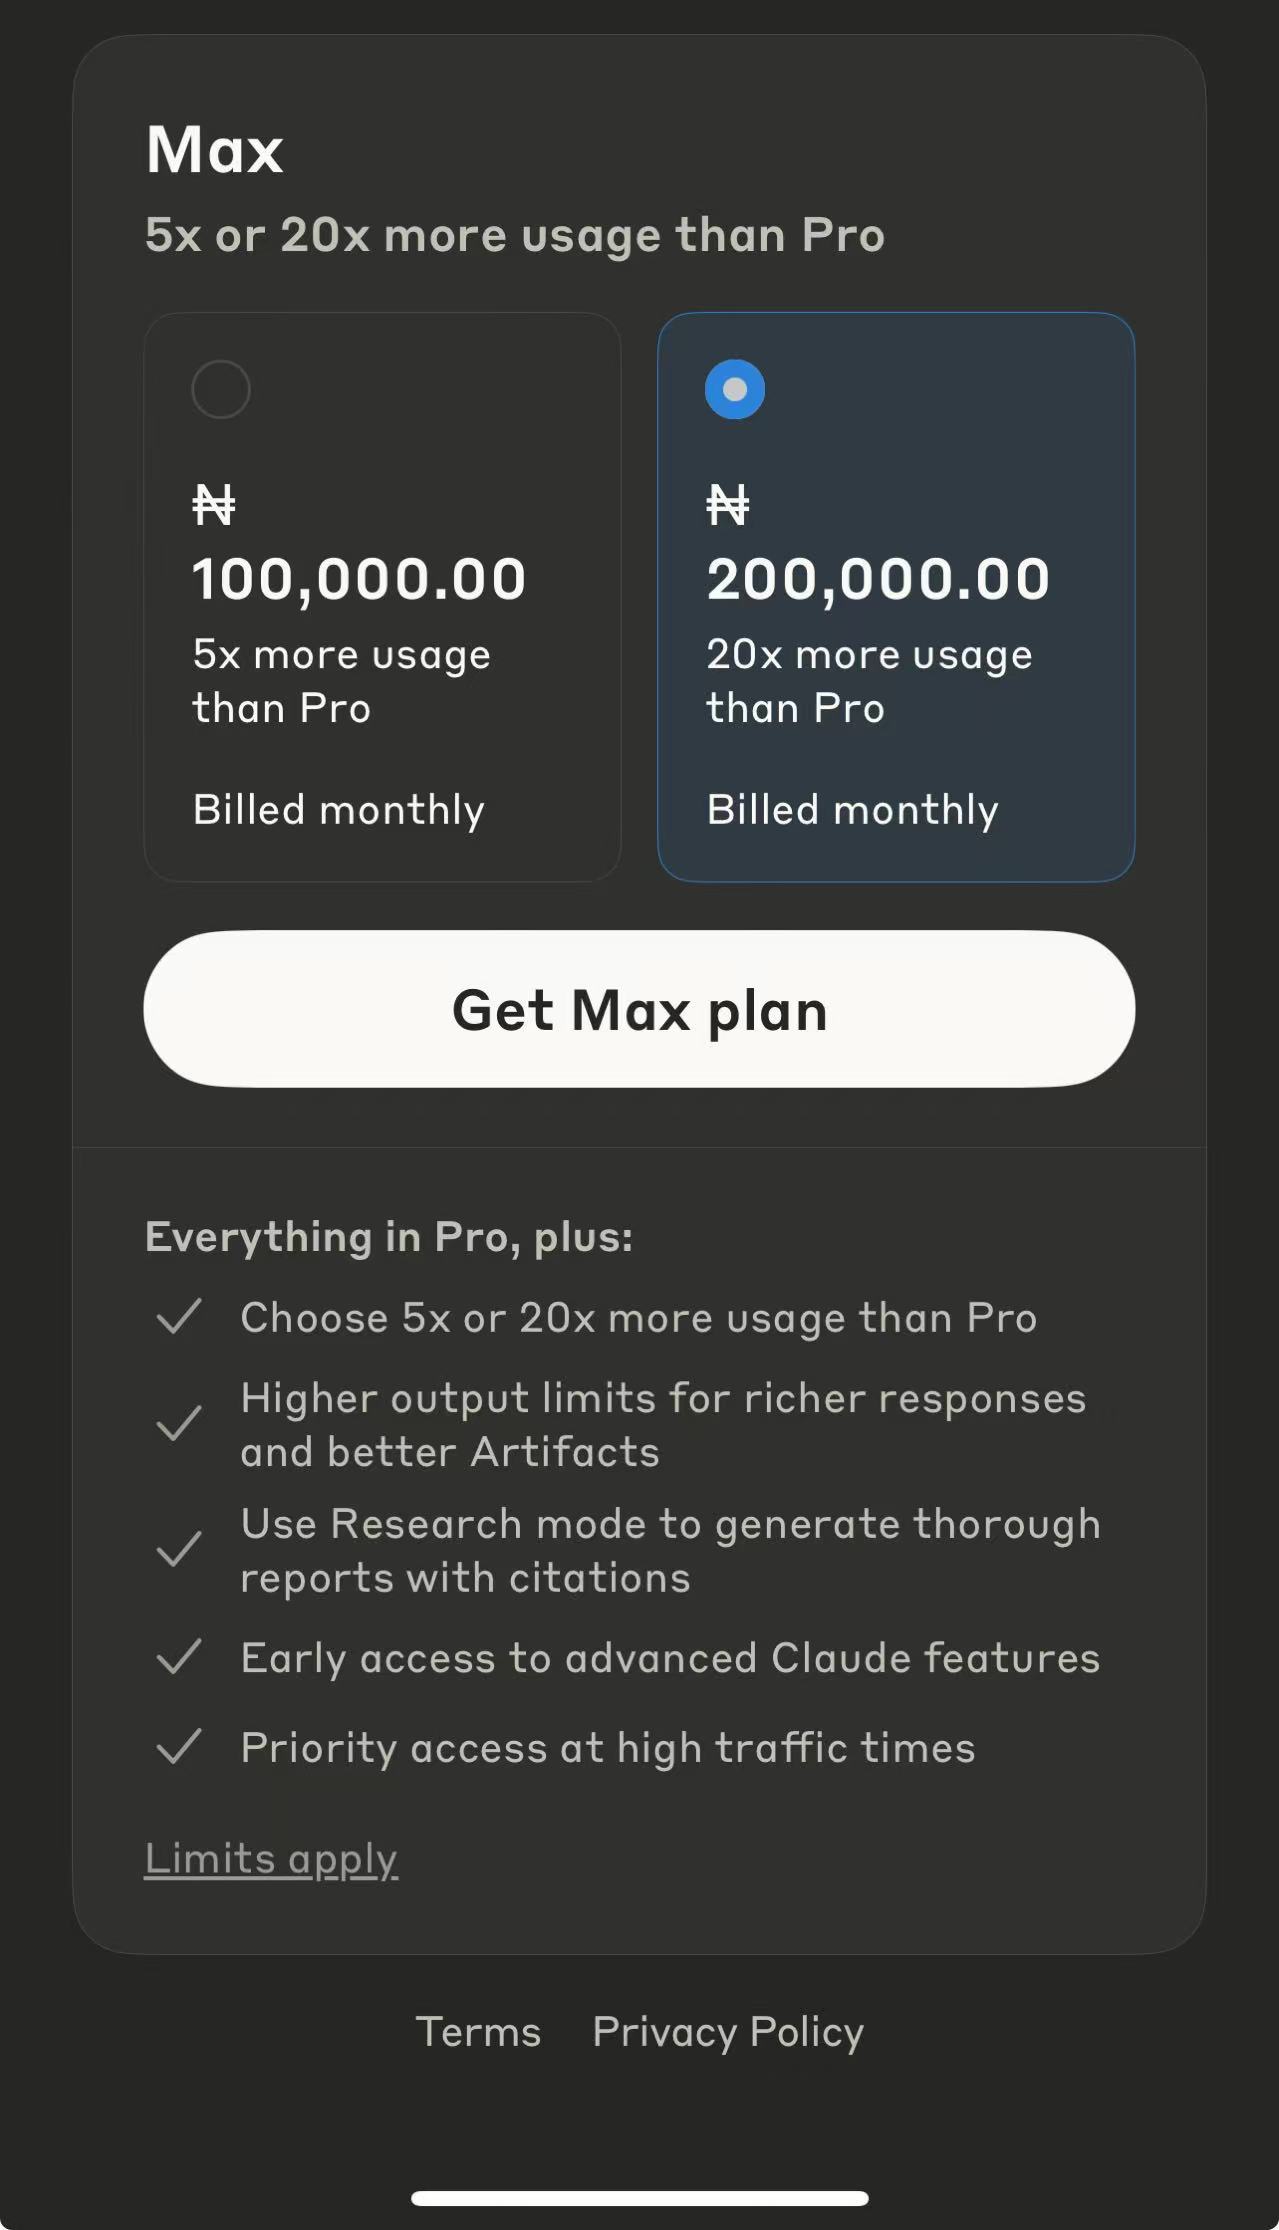 Max
5x or 20x more usage than Pro
₦
100,000.00
5x more usage
than Pro
Billed monthly
₦
200,000.00
20x more usage
than Pro
Billed monthly
Get Max plan
Everything in Pro, plus:
Choose 5x or 20x more usage than Pro
Higher output limits for richer responses
and better Artifacts
Use Research mode to generate thorough
reports with citations
Early access to advanced Claude features
Priority access at high traffic times
Limits apply
Terms Privacy Policy